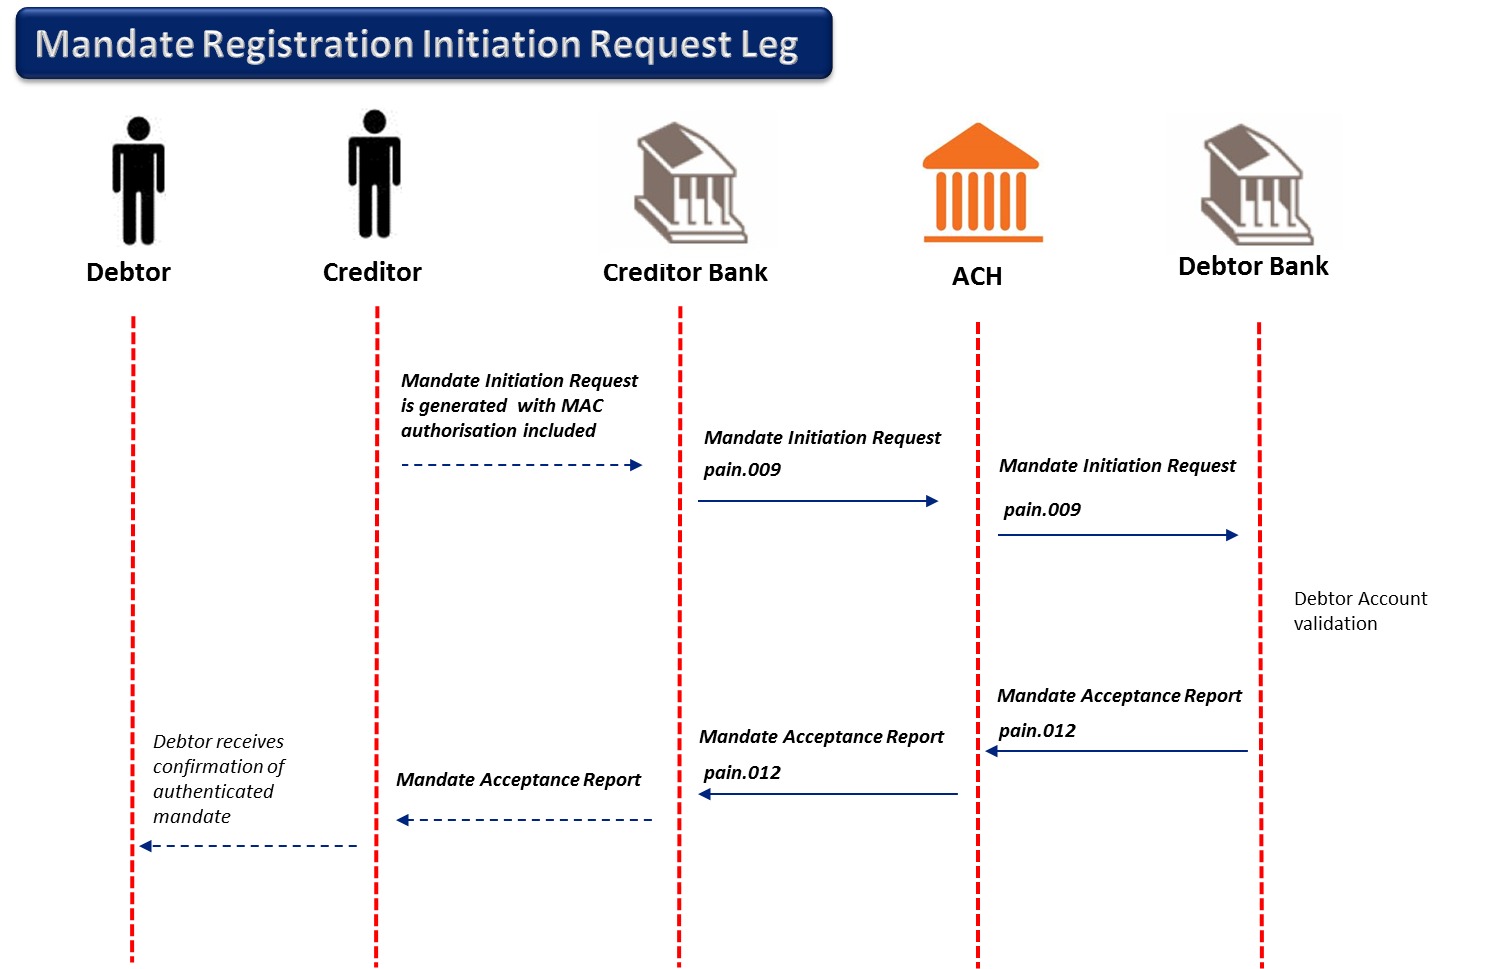 Mandate Registration Initiation Request Leg
Debtor
Creditor
Creditor Bank
ACH
Debtor Bank
Mandate Initiation Request
is generated with MAC
authorisation included
Mandate Initiation Request
pain.009
Mandate Initiation Request
pain.009
Debtor Account
validation
Mandate Acceptance Report
pain.012
Mandate Acceptance Report
pain.012
Mandate Acceptance Report
Debtor receives
confirmation of
authenticated
mandate